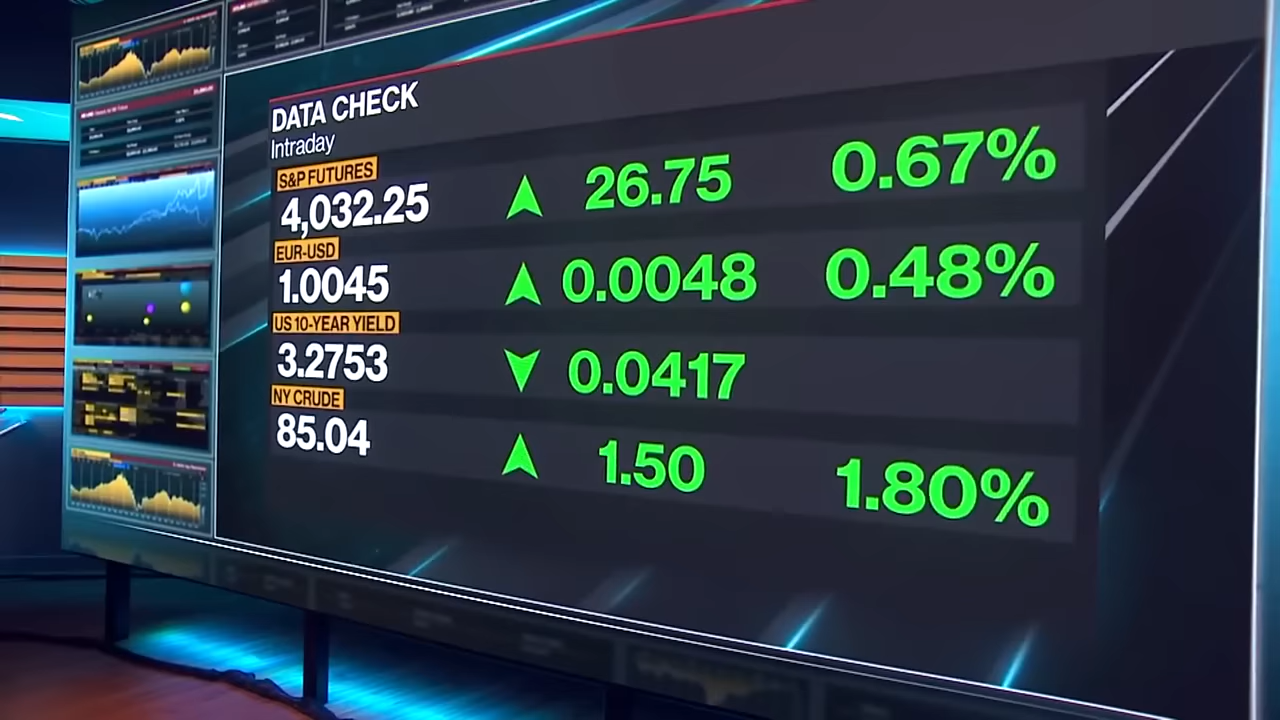 DATA CHECK
Intraday
S&P FUTURES
4,032.25 ▲ 26.75 0.67%
EUR-USD
1.0045 ▲ 0.0048 0.48%
US 10-YEAR YIELD
3.2753 ▼ 0.0417
NY CRUDE
85.04 ▲ 1.50 1.80%